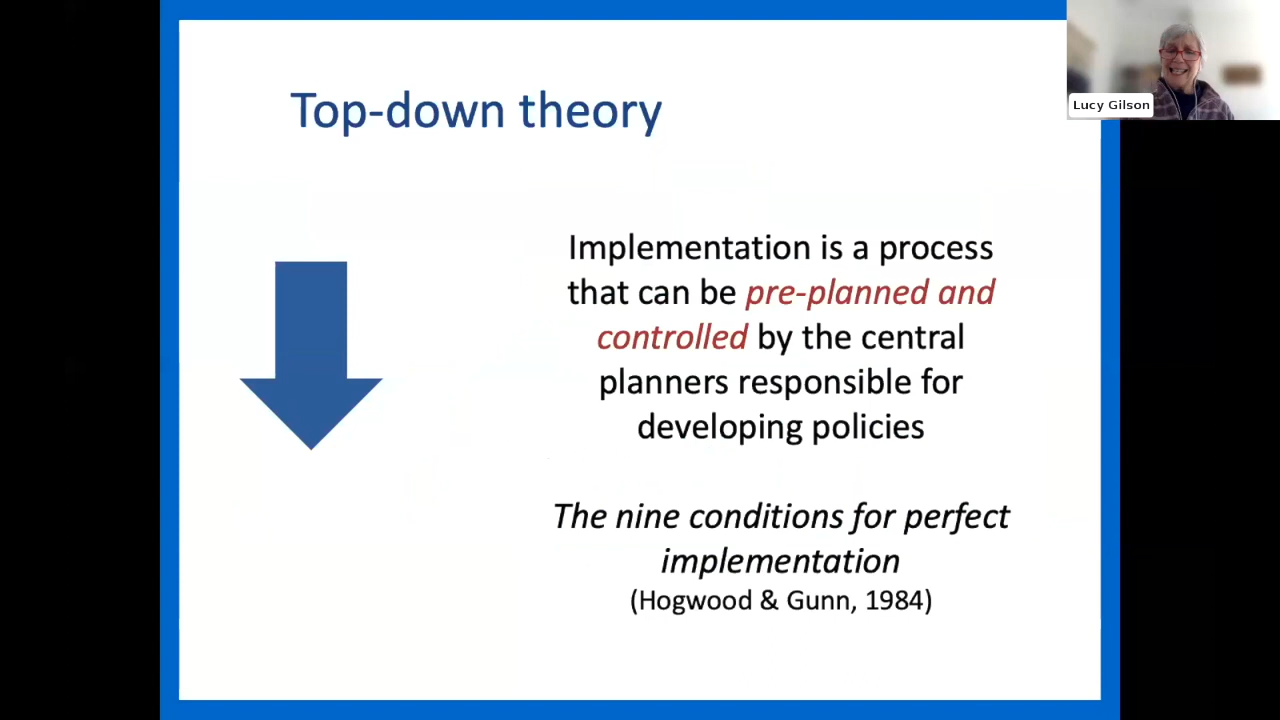 Lucy Gilson
Top-down theory
Implementation is a process
that can be pre-planned and
controlled by the central
planners responsible for
developing policies
The nine conditions for perfect
implementation
(Hogwood & Gunn, 1984)